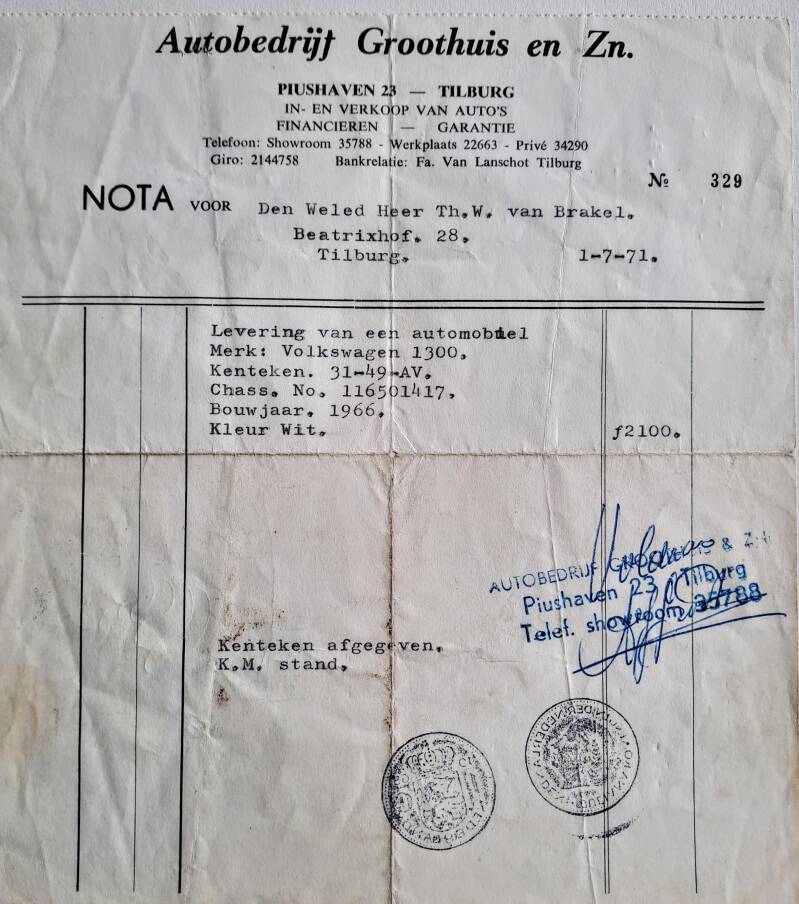 Autobedrijf Groothuis en Zn.
PIUSHAVEN 23 — TILBURG
IN- EN VERKOOP VAN AUTO'S
FINANCIEREN — GARANTIE
Telefoon: Showroom 35788 - Werkplaats 22663 - Privé 34290
Giro: 2144758 Bankrelatie: Fa. Van Lanschot Tilburg
№ 329
NOTA VOOR Den Weled Heer Th.W. van Brakel.
Beatrixhof. 28,
Tilburg. 1-7-71.
Levering van een automobiel
Merk: Volkswagen 1300,
Kenteken. 31-49-AV.
Chass. No, 116501417,
Bouwjaar, 1966,
Kleur Wit. ƒ2100.
AUTOBEDRIJF GROOTHUIS & Zn
Piushaven 23 Tilburg
Telef. showroom 35788
Kenteken afgegeven,
K.M. stand,